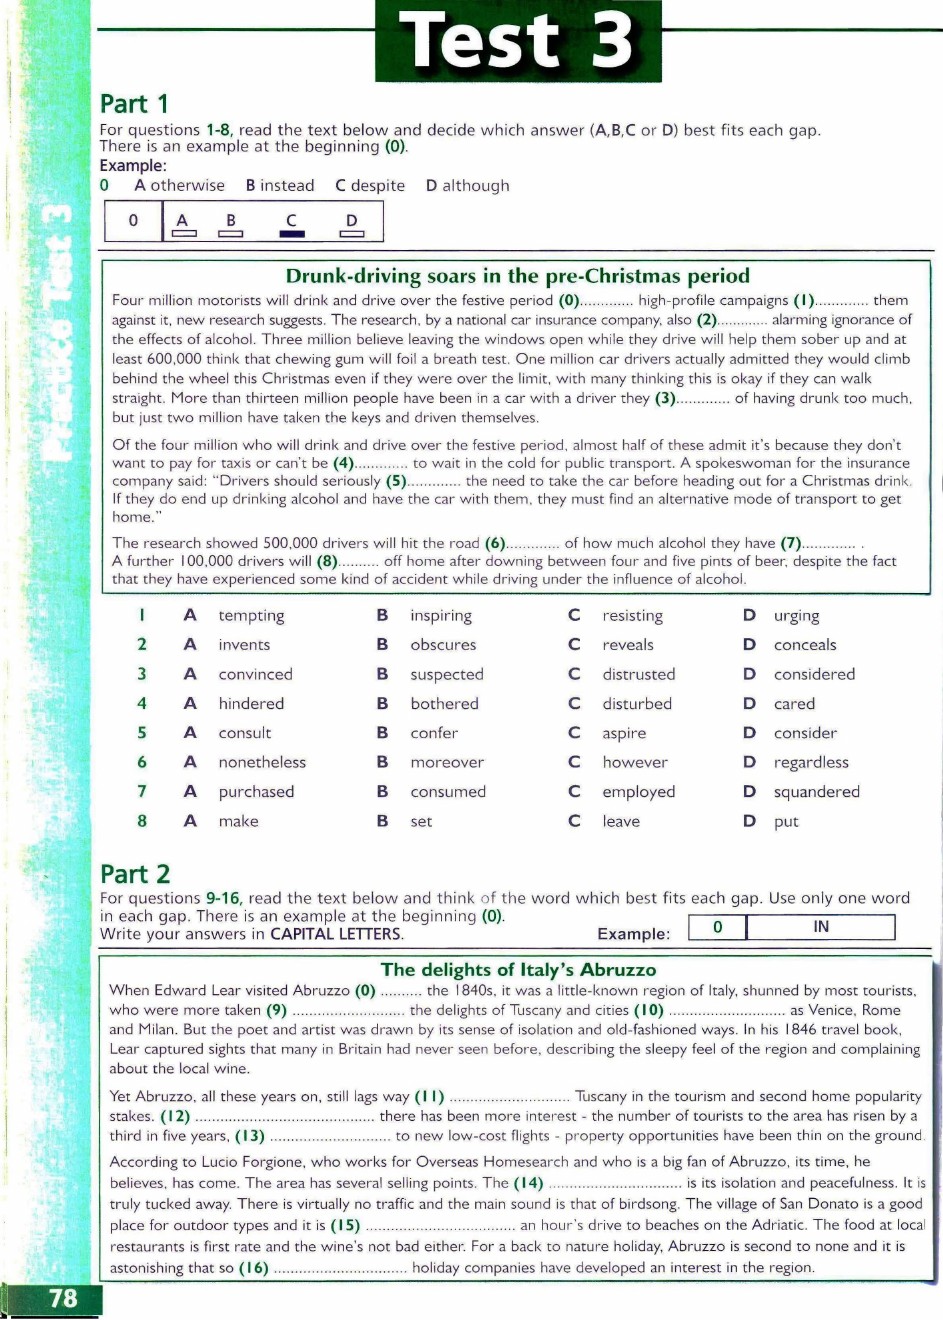 Test 3
Part 1
For questions 1-8, read the text below and decide which answer (A,B,C or D) best fits each gap.
There is an example at the beginning (0).
Example:
0 A otherwise B instead C despite D although
0 A B C D
Practice Test 3
Drunk-driving soars in the pre-Christmas period
Four million motorists will drink and drive over the festive period (0)............. high-profile campaigns (1)............. them
against it, new research suggests. The research, by a national car insurance company, also (2)............ alarming ignorance of
the effects of alcohol. Three million believe leaving the windows open while they drive will help them sober up and at
least 600,000 think that chewing gum will foil a breath test. One million car drivers actually admitted they would climb
behind the wheel this Christmas even if they were over the limit, with many thinking this is okay if they can walk
straight. More than thirteen million people have been in a car with a driver they (3)............. of having drunk too much,
but just two million have taken the keys and driven themselves.
Of the four million who will drink and drive over the festive period, almost half of these admit it's because they don't
want to pay for taxis or can't be (4)............. to wait in the cold for public transport. A spokeswoman for the insurance
company said: "Drivers should seriously (5)............. the need to take the car before heading out for a Christmas drink.
If they do end up drinking alcohol and have the car with them, they must find an alternative mode of transport to get
home."
The research showed 500,000 drivers will hit the road (6)............. of how much alcohol they have (7)............. .
A further 100,000 drivers will (8).......... off home after downing between four and five pints of beer, despite the fact
that they have experienced some kind of accident while driving under the influence of alcohol.
1 A tempting B inspiring C resisting D urging
2 A invents B obscures C reveals D conceals
3 A convinced B suspected C distrusted D considered
4 A hindered B bothered C disturbed D cared
5 A consult B confer C aspire D consider
6 A nonetheless B moreover C however D regardless
7 A purchased B consumed C employed D squandered
8 A make B set C leave D put
Part 2
For questions 9-16, read the text below and think of the word which best fits each gap. Use only one word
in each gap. There is an example at the beginning (0).
Write your answers in CAPITAL LETTERS. Example: 0 IN
The delights of Italy's Abruzzo
When Edward Lear visited Abruzzo (0) .......... the 1840s, it was a little-known region of Italy, shunned by most tourists,
who were more taken (9) ........................... the delights of Tuscany and cities (10) ............................ as Venice, Rome
and Milan. But the poet and artist was drawn by its sense of isolation and old-fashioned ways. In his 1846 travel book,
Lear captured sights that many in Britain had never seen before, describing the sleepy feel of the region and complaining
about the local wine.
Yet Abruzzo, all these years on, still lags way (11) ............................. Tuscany in the tourism and second home popularity
stakes. (12) ........................................... there has been more interest - the number of tourists to the area has risen by a
third in five years, (13) ............................. to new low-cost flights - property opportunities have been thin on the ground.
According to Lucio Forgione, who works for Overseas Homesearch and who is a big fan of Abruzzo, its time, he
believes, has come. The area has several selling points. The (14) ................................ is its isolation and peacefulness. It is
truly tucked away. There is virtually no traffic and the main sound is that of birdsong. The village of San Donato is a good
place for outdoor types and it is (15) .................................... an hour's drive to beaches on the Adriatic. The food at local
restaurants is first rate and the wine's not bad either. For a back to nature holiday, Abruzzo is second to none and it is
astonishing that so (16) ................................ holiday companies have developed an interest in the region.
78